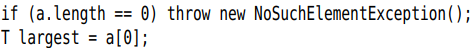 if (a.length == 0) throw new NoSuchElementException();
T largest = a[0];